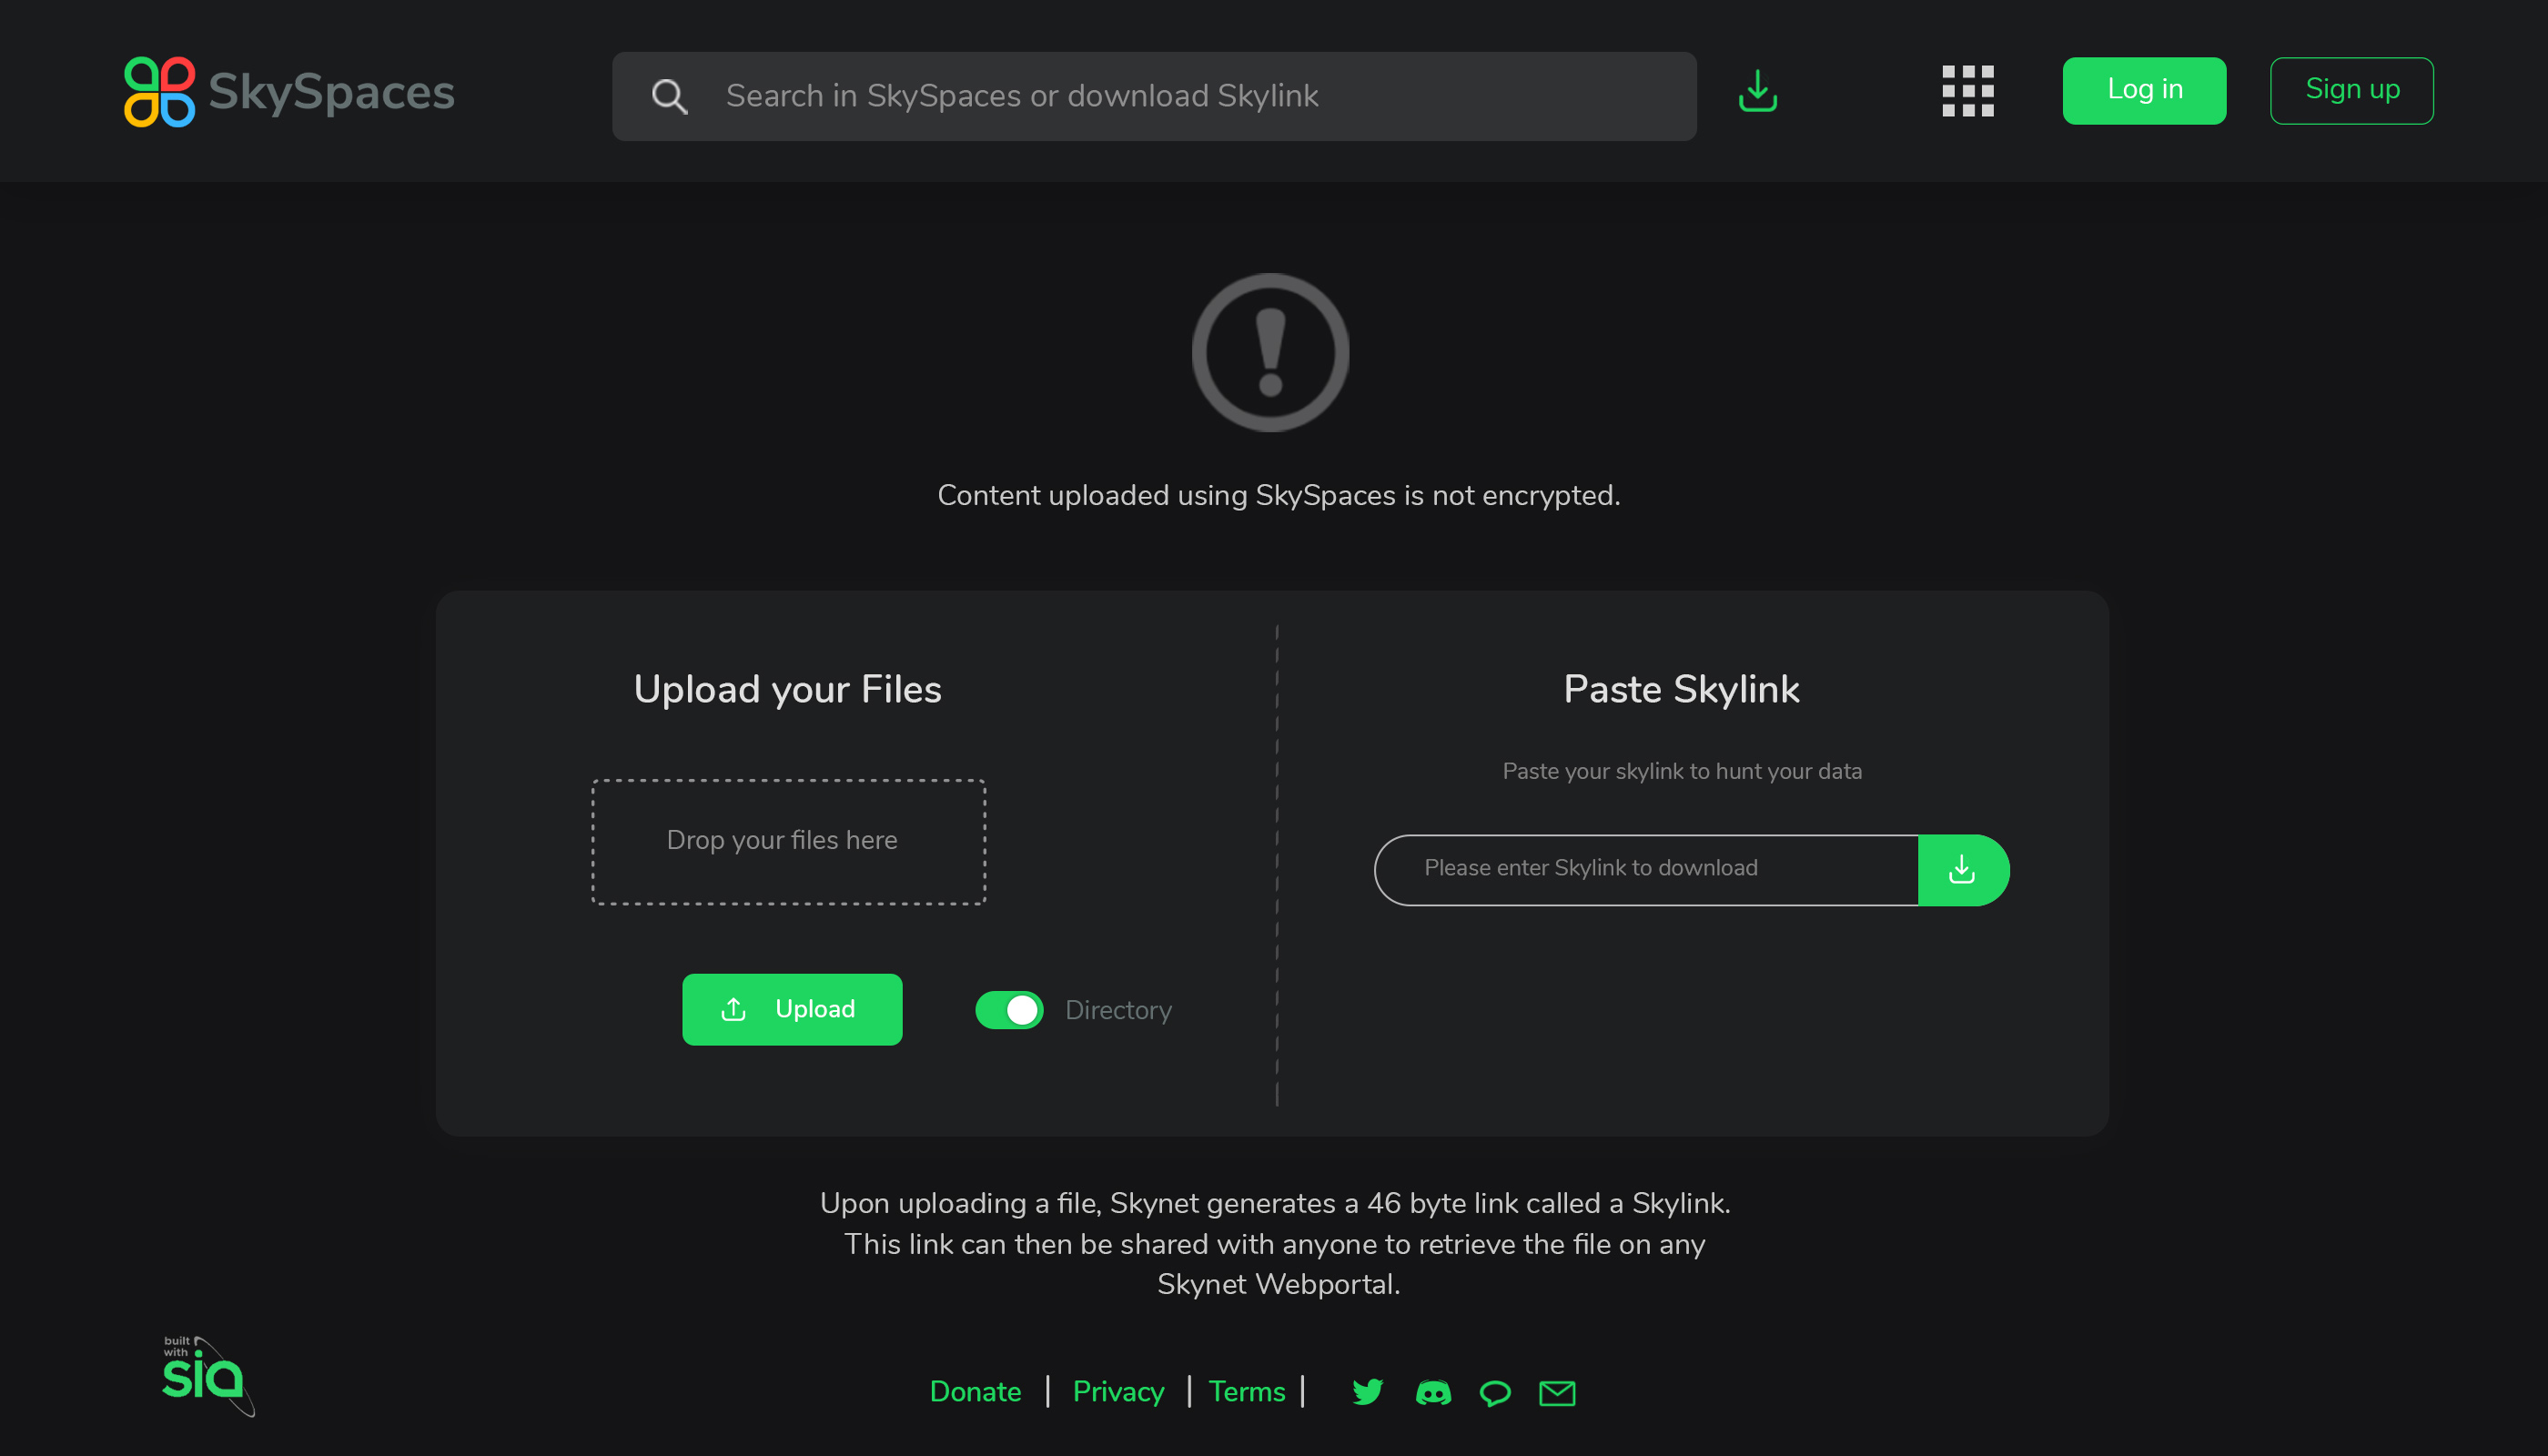 SkySpaces
Search in SkySpaces or download Skylink
Log in
Sign up
Content uploaded using SkySpaces is not encrypted.
Upload your Files
Drop your files here
Upload
Directory
Paste Skylink
Paste your skylink to hunt your data
Please enter Skylink to download
Upon uploading a file, Skynet generates a 46 byte link called a Skylink.
This link can then be shared with anyone to retrieve the file on any
Skynet Webportal.
built
with
sia
Donate | Privacy | Terms |